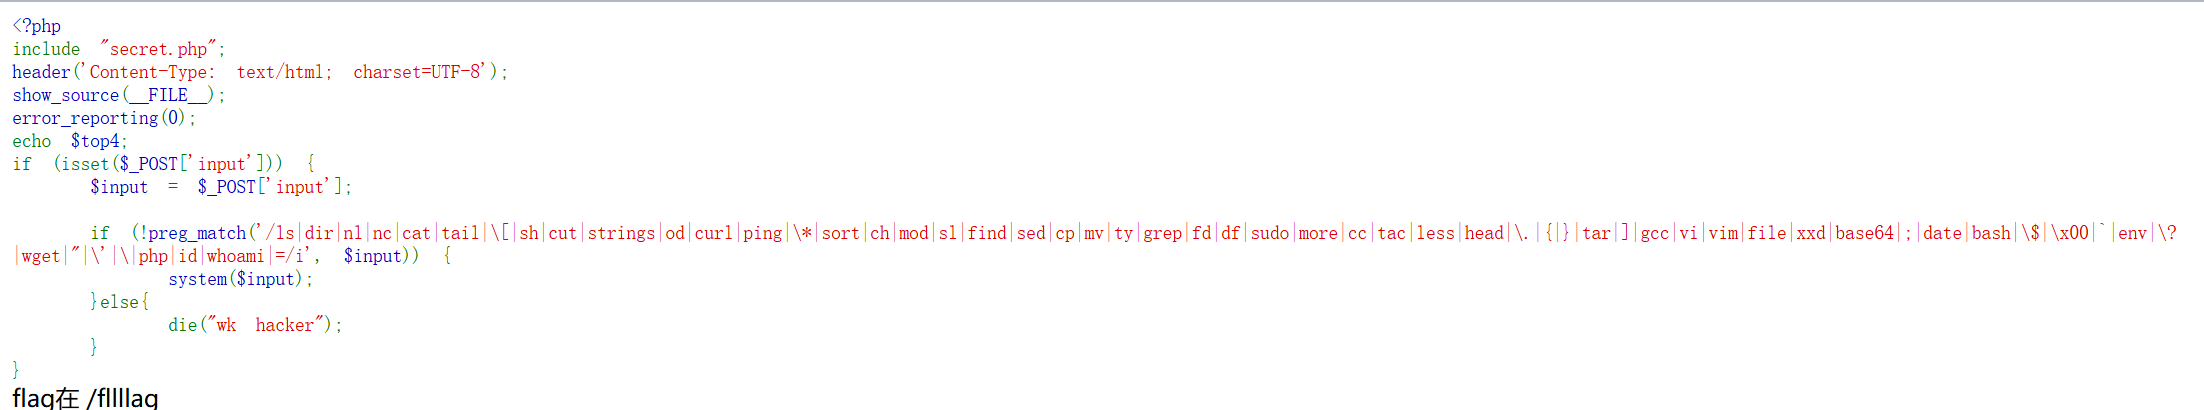 <?php
include "secret.php";
header('Content-Type: text/html; charset=UTF-8');
show_source(__FILE__);
error_reporting(0);
echo $top4;
if (isset($_POST['input'])) {
$input = $_POST['input'];
if (!preg_match('/ls|dir|nl|nc|cat|tail|\[|sh|cut|strings|od|curl|ping|\*|sort|ch|mod|sl|find|sed|cp|mv|ty|grep|fd|df|sudo|more|cc|tac|less|head|\.|{|}|tar|]|gcc|vi|vim|file|xxd|base64|;|date|bash|\$|\x00|`|env|\?
|wget|"|\'|\|php|id|whoami|=/i', $input)) {
system($input);
}else{
die("wk hacker");
}
}
flag在 /fllllag